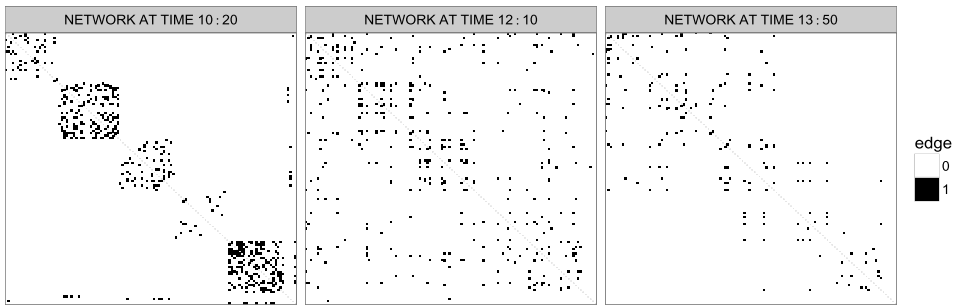 NETWORK AT TIME 10:20
NETWORK AT TIME 12:10
NETWORK AT TIME 13:50
edge
0
1